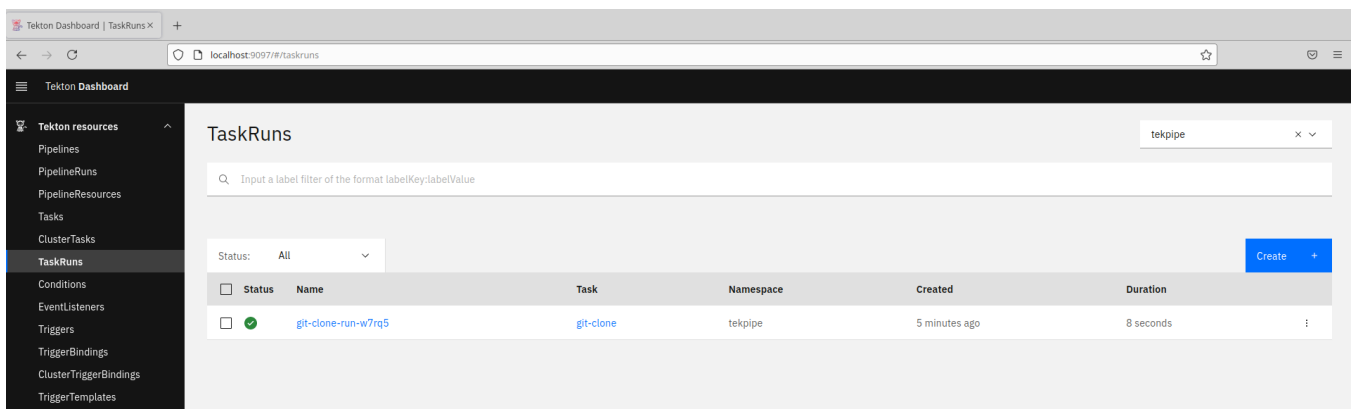 Tekton Dashboard | TaskRuns
localhost:9097/#/taskruns
Tekton Dashboard
Tekton resources
Pipelines
PipelineRuns
PipelineResources
Tasks
ClusterTasks
TaskRuns
Conditions
EventListeners
Triggers
TriggerBindings
ClusterTriggerBindings
TriggerTemplates
TaskRuns
tekpipe
Input a label filter of the format labelKey:labelValue
Status: All
Create +
Status Name Task Namespace Created Duration
git-clone-run-w7rq5 git-clone tekpipe 5 minutes ago 8 seconds